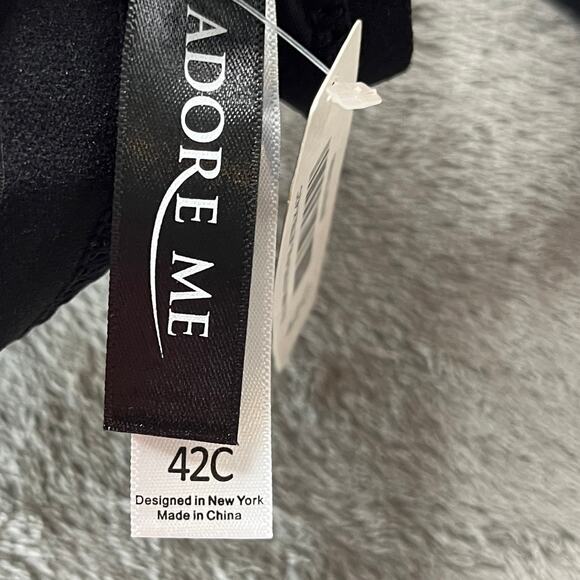 ADORE ME
42C
Designed in New York
Made in China